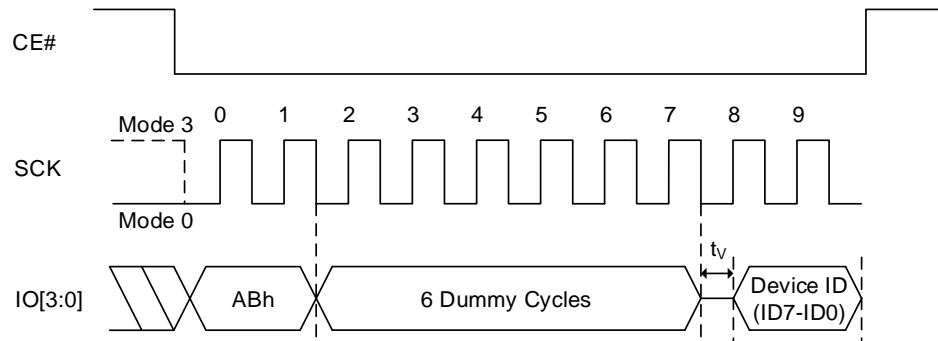 CE#
0 1 2 3 4 5 6 7 8 9
Mode 3
SCK
Mode 0
tV
IO[3:0]
ABh
6 Dummy Cycles
Device ID
(ID7-ID0)